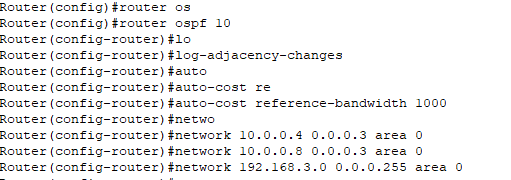 Router(config)#router os
Router(config)#router ospf 10
Router(config-router)#lo
Router(config-router)#log-adjacency-changes
Router(config-router)#auto
Router(config-router)#auto-cost re
Router(config-router)#auto-cost reference-bandwidth 1000
Router(config-router)#netwo
Router(config-router)#network 10.0.0.4 0.0.0.3 area 0
Router(config-router)#network 10.0.0.8 0.0.0.3 area 0
Router(config-router)#network 192.168.3.0 0.0.0.255 area 0